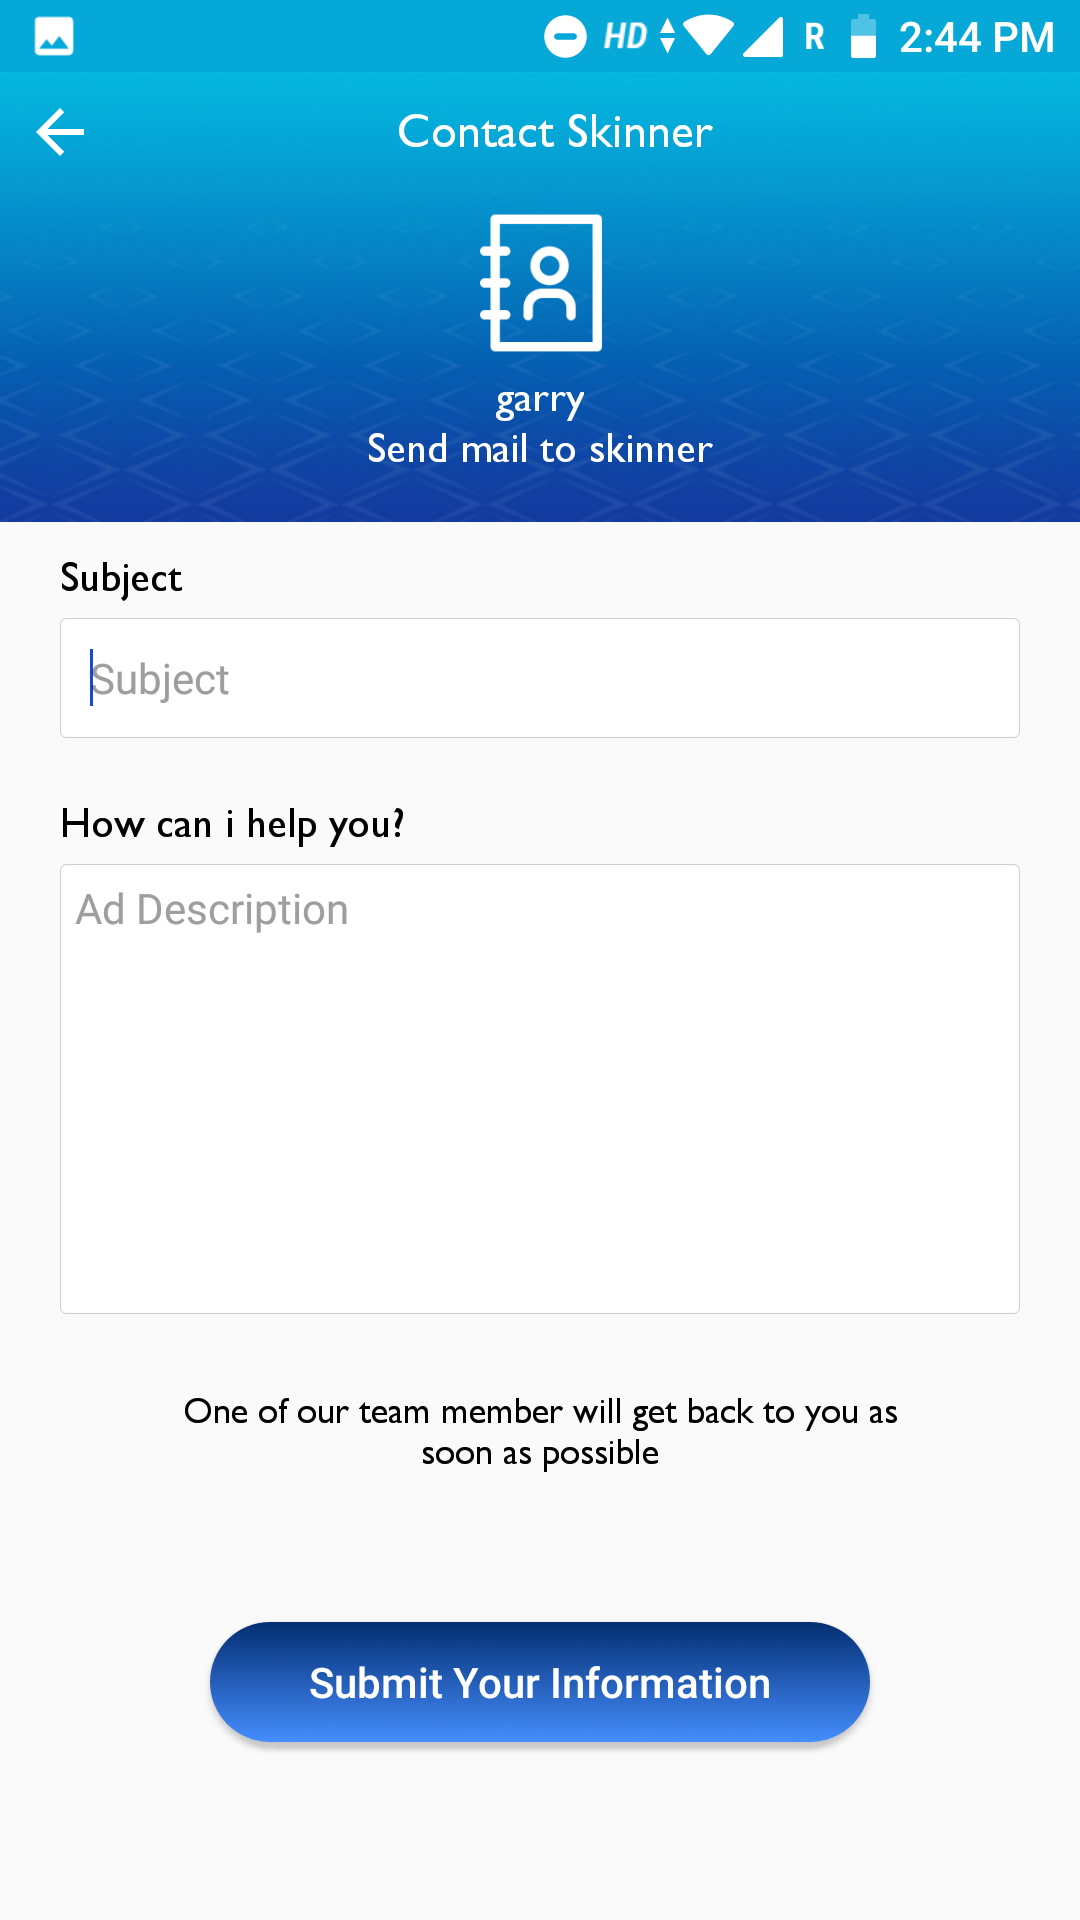 HD R 2:44 PM
Contact Skinner
garry
Send mail to skinner
Subject
Subject
How can i help you?
Ad Description
One of our team member will get back to you as
soon as possible
Submit Your Information